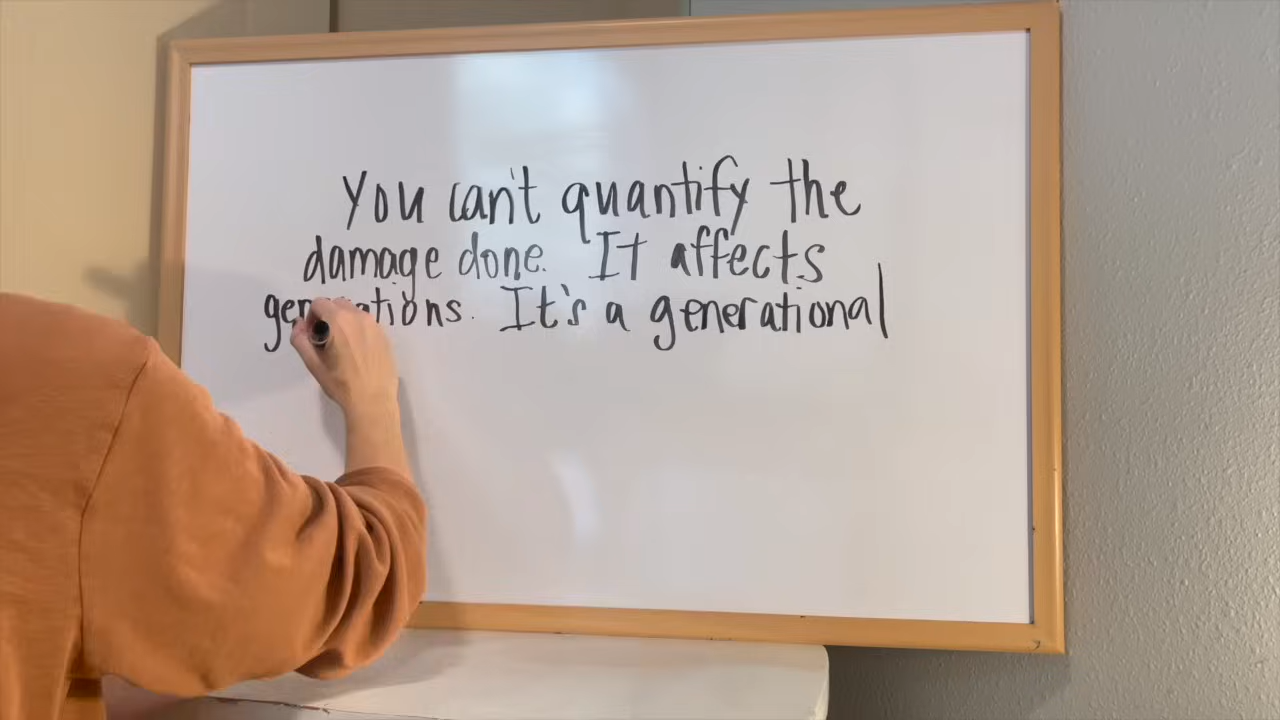 You can't quantify the
damage done. It affects
generations. It's a generational